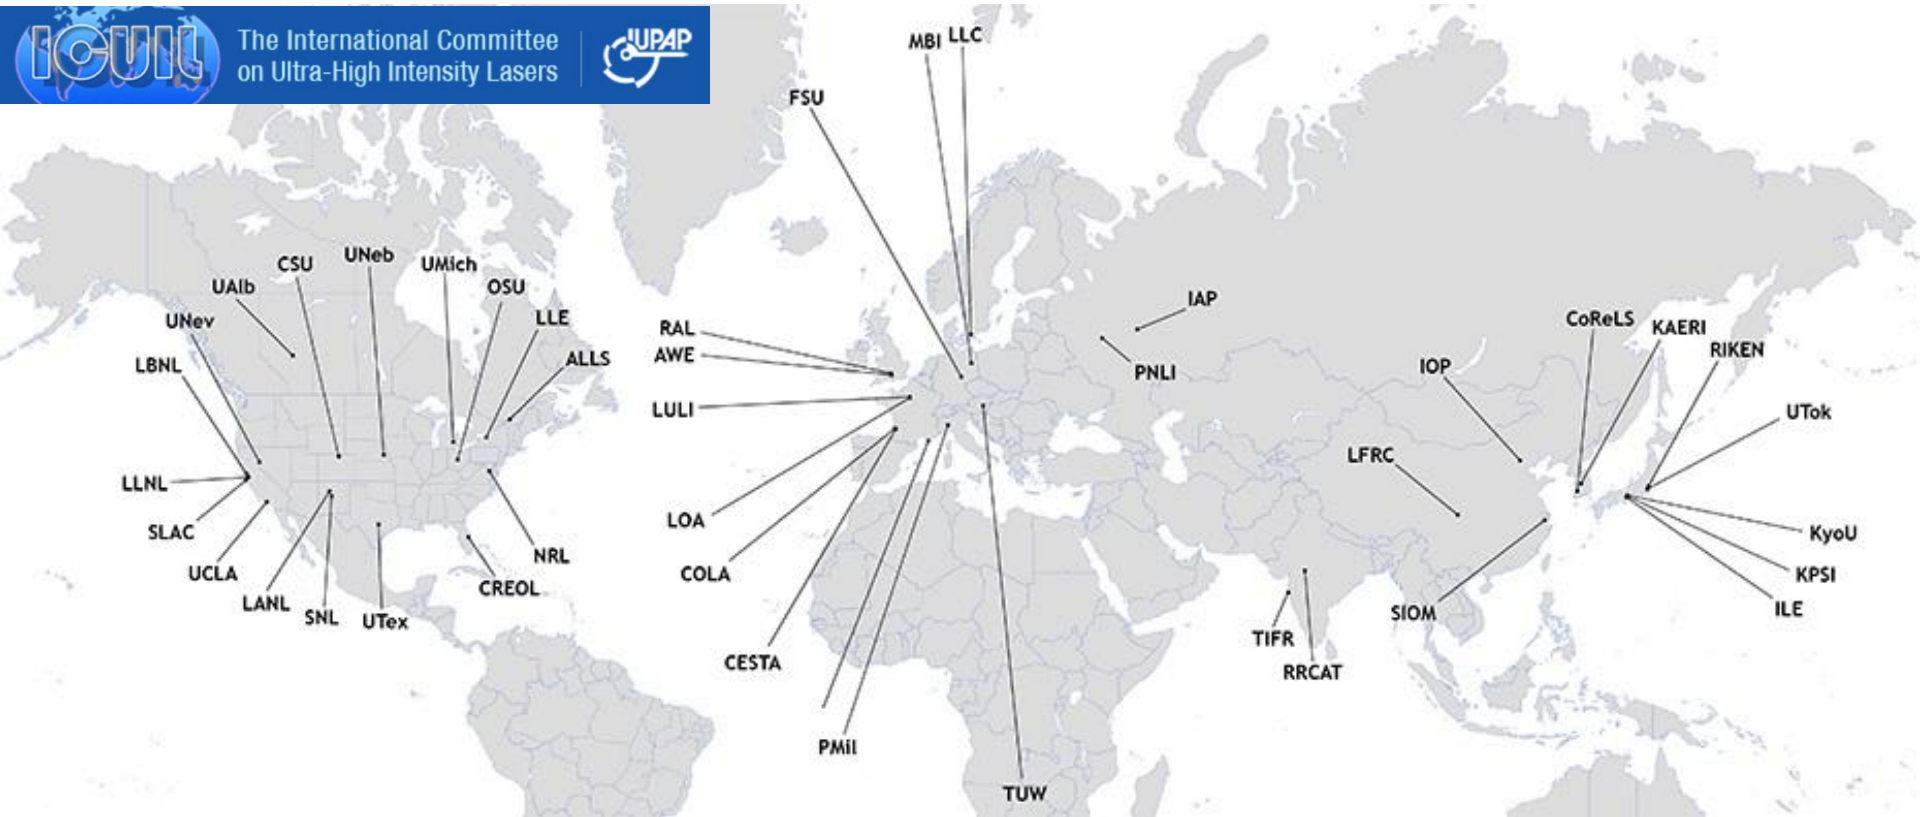 ICUIL
The International Committee
on Ultra-High Intensity Lasers
IUPAP
MBI
LLC
FSU
UNeb
CSU
UMich
UAlb
OSU
UNev
LLE
LBNL
ALLS
LLNL
SLAC
UCLA
LANL
SNL
UTex
CREOL
NRL
RAL
AWE
LULI
LOA
COLA
CESTA
PMil
TUW
IAP
PNLI
CoReLS
KAERI
RIKEN
IOP
UTok
LFRC
KyoU
KPSI
ILE
SIOM
TIFR
RRCAT